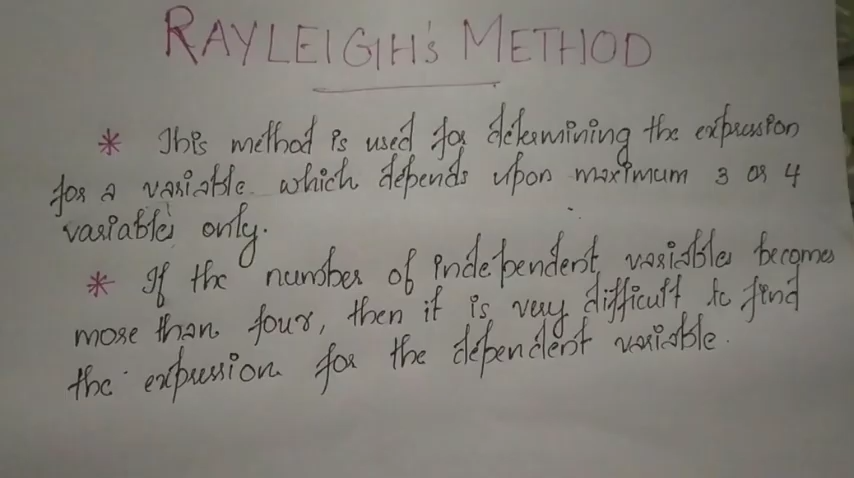 RAYLEIGH's METHOD
* This method is used for determining the expression
for a variable which depends upon maximum 3 or 4
variables only.
* If the number of independent variables becomes
more than four, then it is very difficult to find
the expression for the dependent variable.